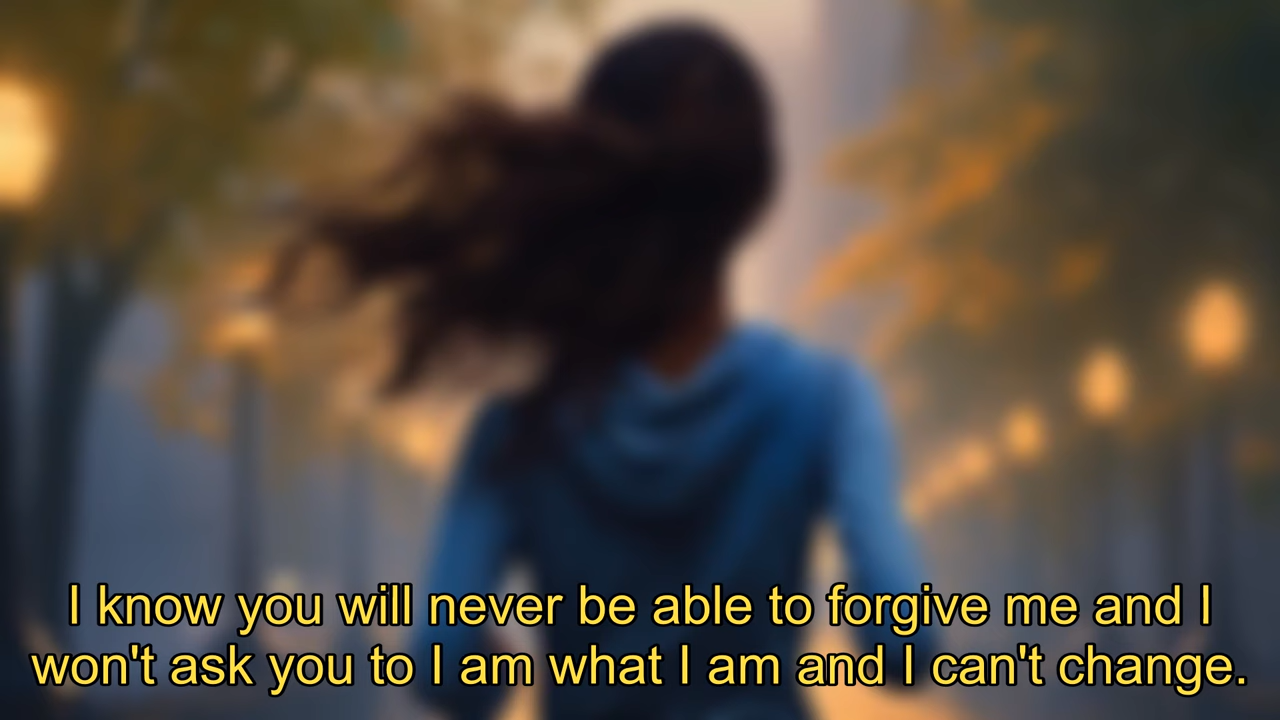 I know you will never be able to forgive me and I
won't ask you to I am what I am and I can't change.